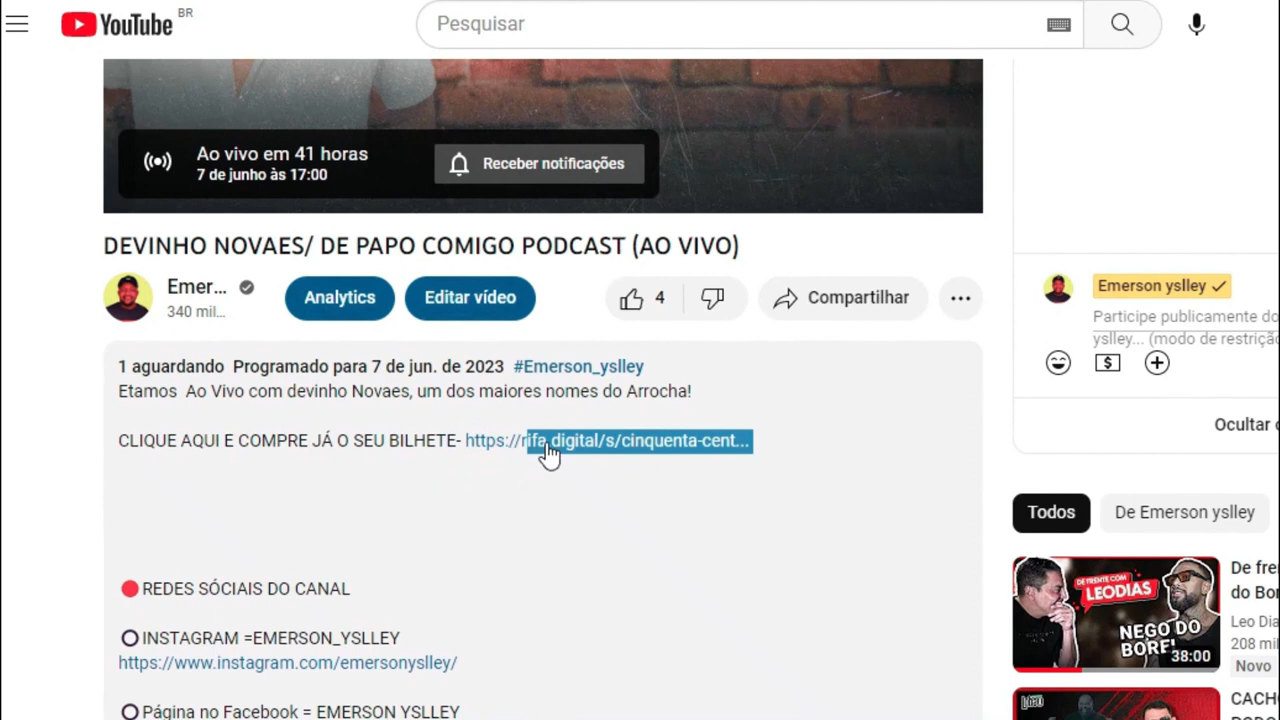 YouTube BR
Pesquisar
Ao vivo em 41 horas
7 de junho às 17:00
Receber notificações
DEVINHO NOVAES/ DE PAPO COMIGO PODCAST (AO VIVO)
Emer...
340 mil...
Analytics
Editar vídeo
4
Compartilhar
1 aguardando Programado para 7 de jun. de 2023 #Emerson_yslley
Etamos Ao Vivo com devinho Novaes, um dos maiores nomes do Arrocha!
CLIQUE AQUI E COMPRE JÁ O SEU BILHETE- https://rifa.digital/s/cinquenta-cent...
REDES SÓCIAIS DO CANAL
INSTAGRAM =EMERSON_YSLLEY
https://www.instagram.com/emersonyslley/
Página no Facebook = EMERSON YSLLEY
Emerson yslley
Participe publicamente do
yslley... (modo de restrição
Ocultar
Todos
De Emerson yslley
DE FRENTE COM
LEODIAS
NEGO DO
BOREL
38:00
De fre
do Bor
Leo Dia
208 mil
Novo
CACH